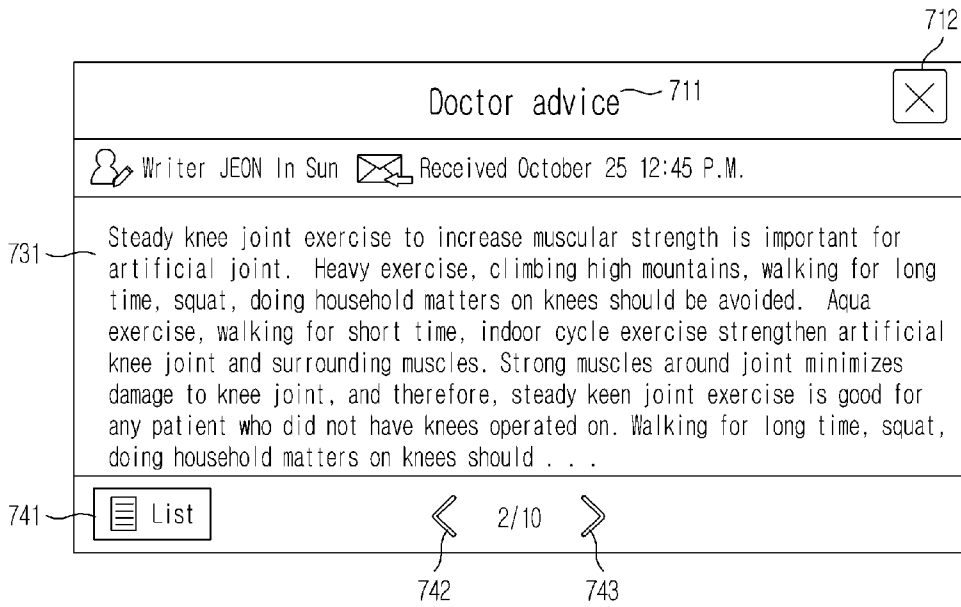 712
Doctor advice 711
Writer JEON In Sun Received October 25 12:45 P.M.
731
Steady knee joint exercise to increase muscular strength is important for
artificial joint. Heavy exercise, climbing high mountains, walking for long
time, squat, doing household matters on knees should be avoided. Aqua
exercise, walking for short time, indoor cycle exercise strengthen artificial
knee joint and surrounding muscles. Strong muscles around joint minimizes
damage to knee joint, and therefore, steady keen joint exercise is good for
any patient who did not have knees operated on. Walking for long time, squat,
doing household matters on knees should . . .
741 List 2/10
742 743